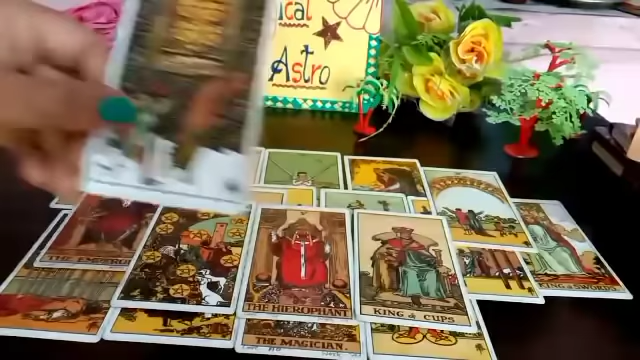 ical
Astro
THE EMPEROR.
THE HIEROPHANT
KING of CUPS.
KING of SWORDS.
THE MAGICIAN.